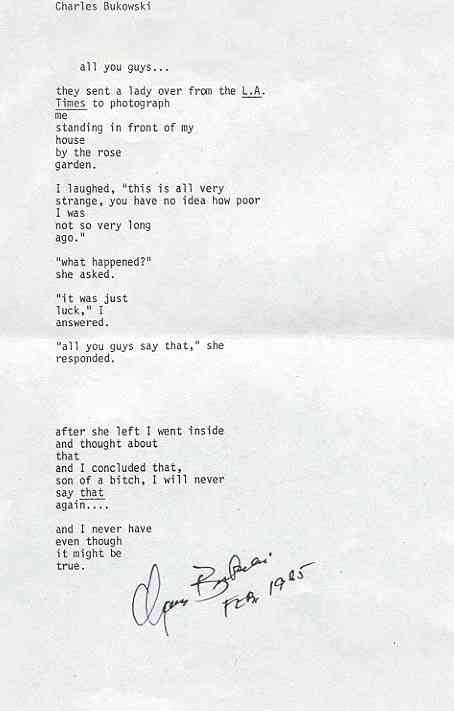 Charles Bukowski
all you guys...
they sent a lady over from the L.A.
Times to photograph
me
standing in front of my
house
by the rose
garden.
I laughed, "this is all very
strange, you have no idea how poor
I was
not so very long
ago."
"what happened?"
she asked.
"it was just
luck," I
answered.
"all you guys say that," she
responded.
after she left I went inside
and thought about
that
and I concluded that,
son of a bitch, I will never
say that
again....
and I never have
even though
it might be
true.
Bukowski
1985